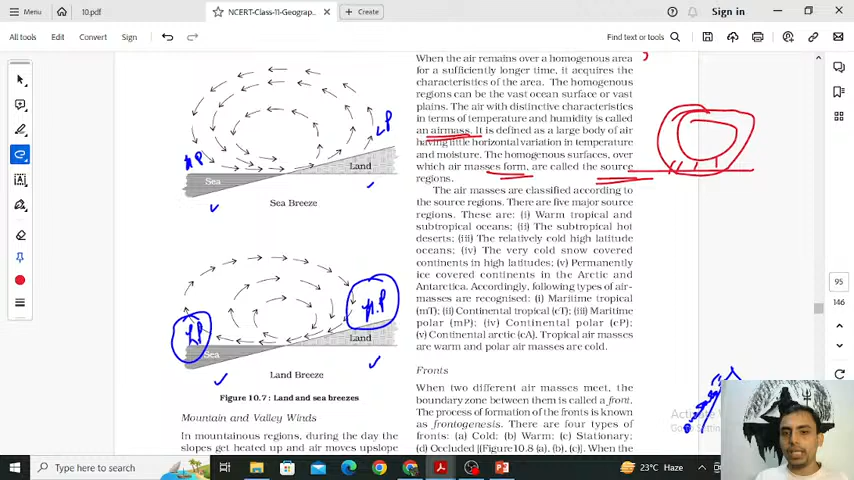 Menu
10.pdf
NCERT-Class-11-Geograph...
Create
Sign in
All tools
Edit
Convert
Sign
Find text or tools
When the air remains over a homogenous area
for a sufficiently longer time, it acquires the
characteristics of the area. The homogenous
regions can be the vast ocean surface or vast
plains. The air with distinctive characteristics
in terms of temperature and humidity is called
an airmass. It is defined as a large body of air
having little horizontal variation in temperature
and moisture. The homogenous surfaces, over
which air masses form, are called the source
regions.
The air masses are classified according to
the source regions. There are five major source
regions. These are: (i) Warm tropical and
subtropical oceans; (ii) The subtropical hot
deserts; (iii) The relatively cold high latitude
oceans; (iv) The very cold snow covered
continents in high latitudes; (v) Permanently
ice covered continents in the Arctic and
Antarctica. Accordingly, following types of air-
masses are recognised: (i) Maritime tropical
(mT); (ii) Continental tropical (cT); (iii) Maritime
polar (mP); (iv) Continental polar (cP);
(v) Continental arctic (cA). Tropical air masses
are warm and polar air masses are cold.
Fronts
When two different air masses meet, the
boundary zone between them is called a front.
The process of formation of the fronts is known
as frontogenesis. There are four types of
fronts: (a) Cold; (b) Warm; (c) Stationary;
(d) Occluded [(Figure10.8 (a), (b), (c)]. When the
HP
LP
Sea
Land
Sea Breeze
LP
H.P
Sea
Land
Land Breeze
Figure 10.7 : Land and sea breezes
Mountain and Valley Winds
In mountainous regions, during the day the
slopes get heated up and air moves upslope
95
146
Type here to search
23°C Haze